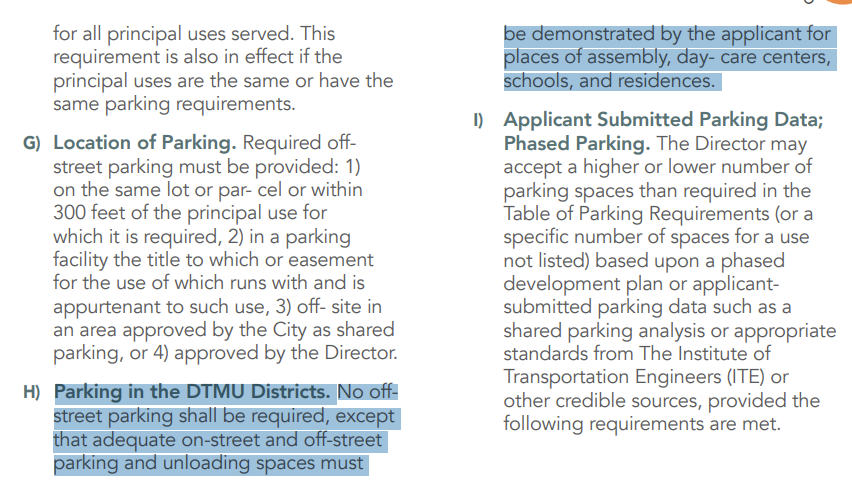 for all principal uses served. This
requirement is also in effect if the
principal uses are the same or have the
same parking requirements.
G) Location of Parking. Required off-
street parking must be provided: 1)
on the same lot or par- cel or within
300 feet of the principal use for
which it is required, 2) in a parking
facility the title to which or easement
for the use of which runs with and is
appurtenant to such use, 3) off- site in
an area approved by the City as shared
parking, or 4) approved by the Director.
H) Parking in the DTMU Districts. No off-
street parking shall be required, except
that adequate on-street and off-street
parking and unloading spaces must
be demonstrated by the applicant for
places of assembly, day- care centers,
schools, and residences.
I) Applicant Submitted Parking Data;
Phased Parking. The Director may
accept a higher or lower number of
parking spaces than required in the
Table of Parking Requirements (or a
specific number of spaces for a use
not listed) based upon a phased
development plan or applicant-
submitted parking data such as a
shared parking analysis or appropriate
standards from The Institute of
Transportation Engineers (ITE) or
other credible sources, provided the
following requirements are met.